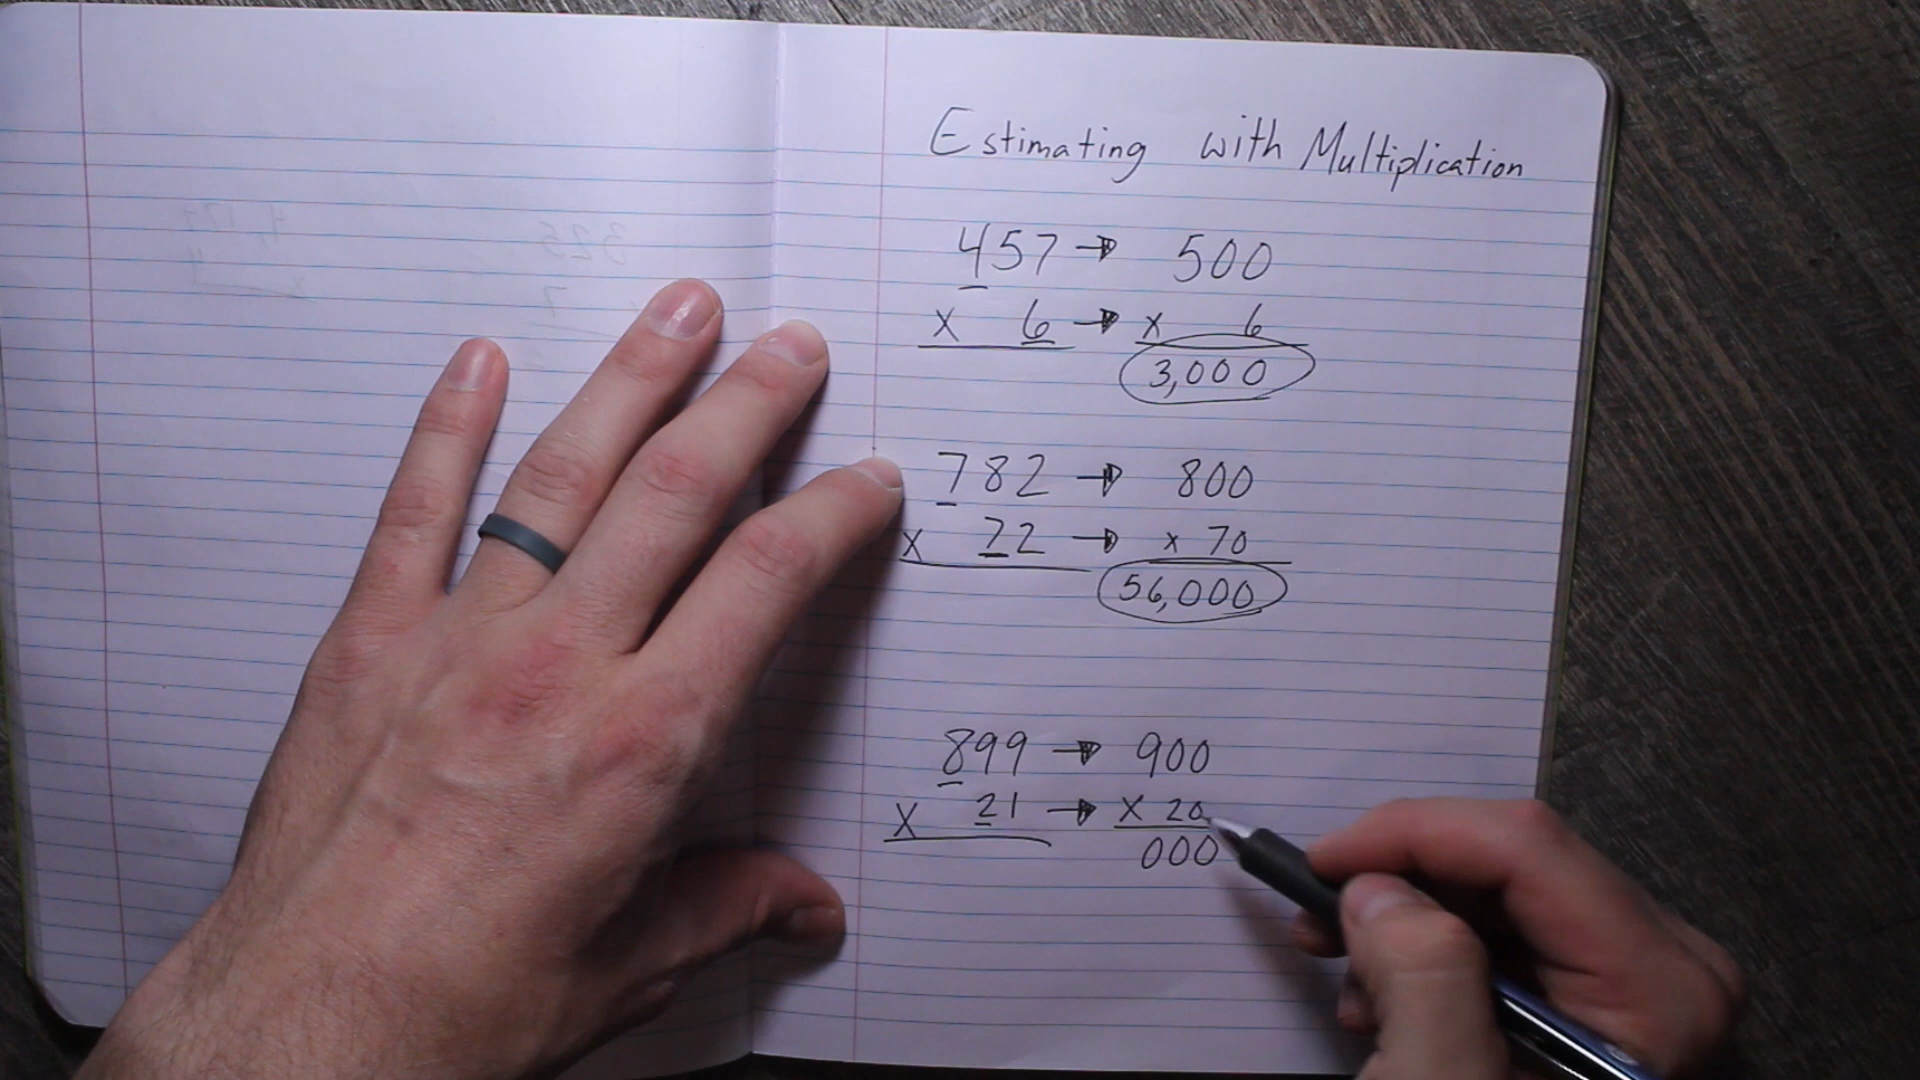 Estimating with Multiplication
457 → 500
x 6 → x 6
3,000
782 → 800
x 72 → x 70
56,000
899 → 900
x 21 → x 20
000